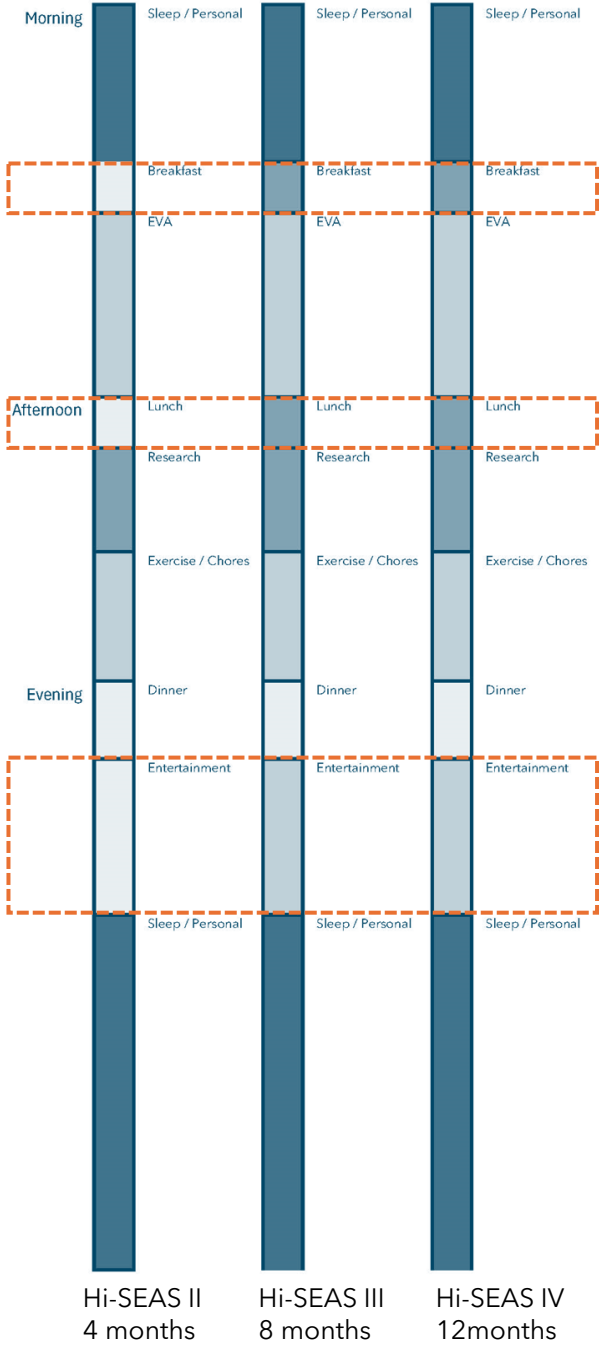 Morning Sleep / Personal Sleep / Personal Sleep / Personal
Breakfast Breakfast Breakfast
EVA EVA EVA
Afternoon Lunch Lunch Lunch
Research Research Research
Exercise / Chores Exercise / Chores Exercise / Chores
Evening Dinner Dinner Dinner
Entertainment Entertainment Entertainment
Sleep / Personal Sleep / Personal Sleep / Personal
Hi-SEAS II Hi-SEAS III Hi-SEAS IV
4 months 8 months 12months